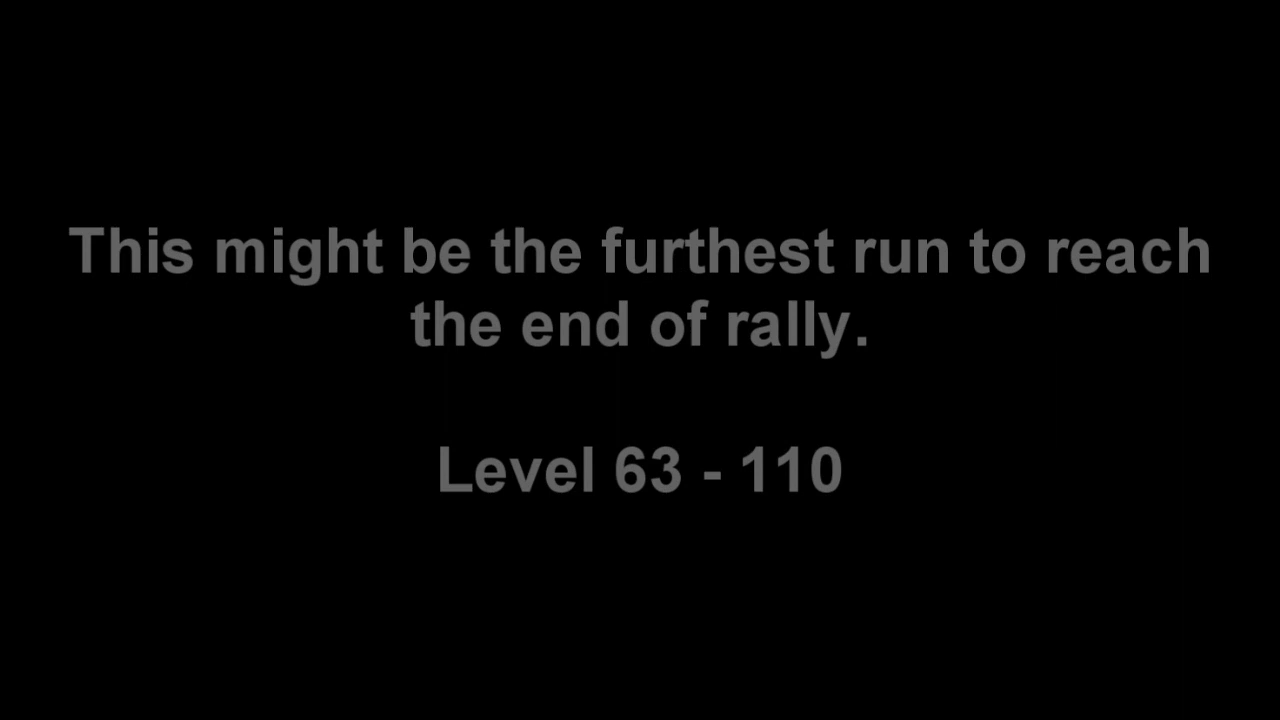 This might be the furthest run to reach
the end of rally.
Level 63 - 110